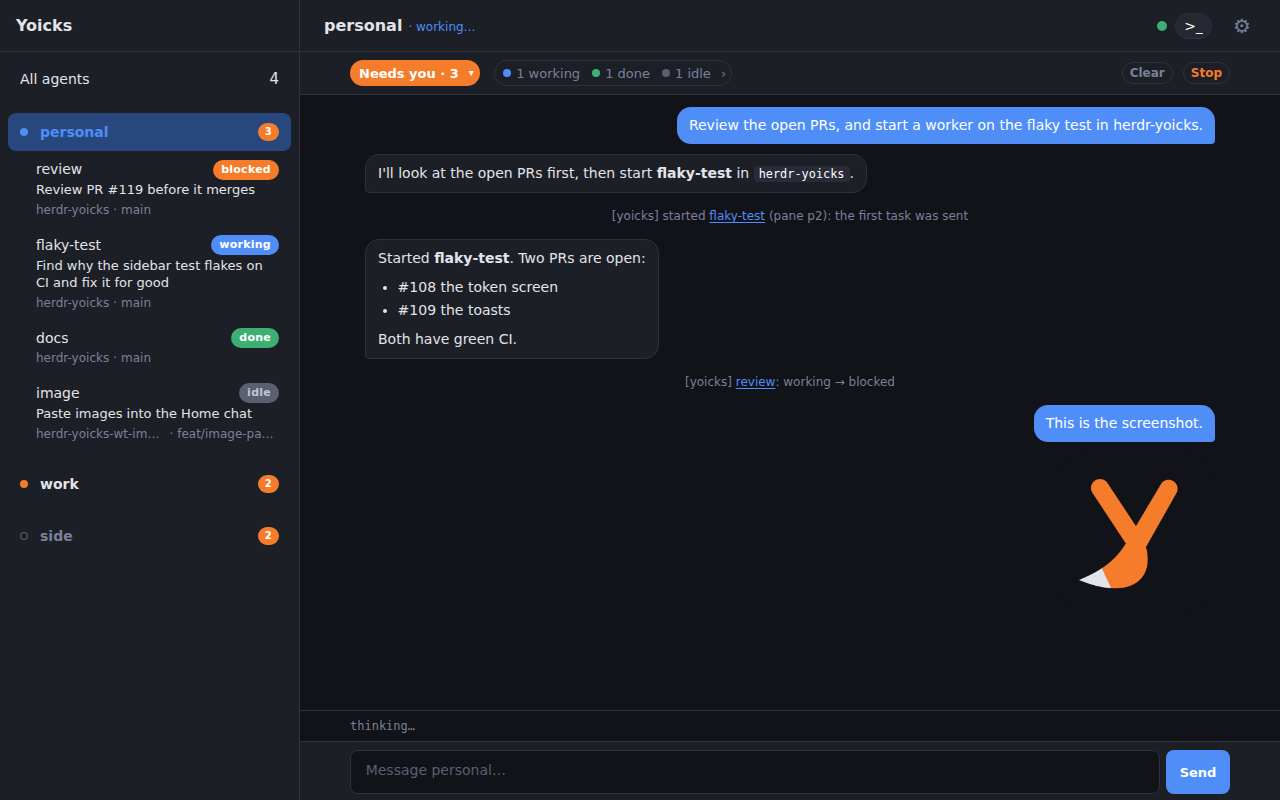 Yoicks
All agents 4
personal 3
review blocked
Review PR #119 before it merges
herdr-yoicks · main
flaky-test working
Find why the sidebar test flakes on
CI and fix it for good
herdr-yoicks · main
docs done
herdr-yoicks · main
image idle
Paste images into the Home chat
herdr-yoicks-wt-im… · feat/image-pa…
work 2
side 2
personal · working…
>_
Needs you · 3 ▾
1 working 1 done 1 idle ›
Clear Stop
Review the open PRs, and start a worker on the flaky test in herdr-yoicks.
I'll look at the open PRs first, then start flaky-test in herdr-yoicks.
[yoicks] started flaky-test (pane p2): the first task was sent
Started flaky-test. Two PRs are open:
• #108 the token screen
• #109 the toasts
Both have green CI.
[yoicks] review: working → blocked
This is the screenshot.
thinking…
Message personal…
Send